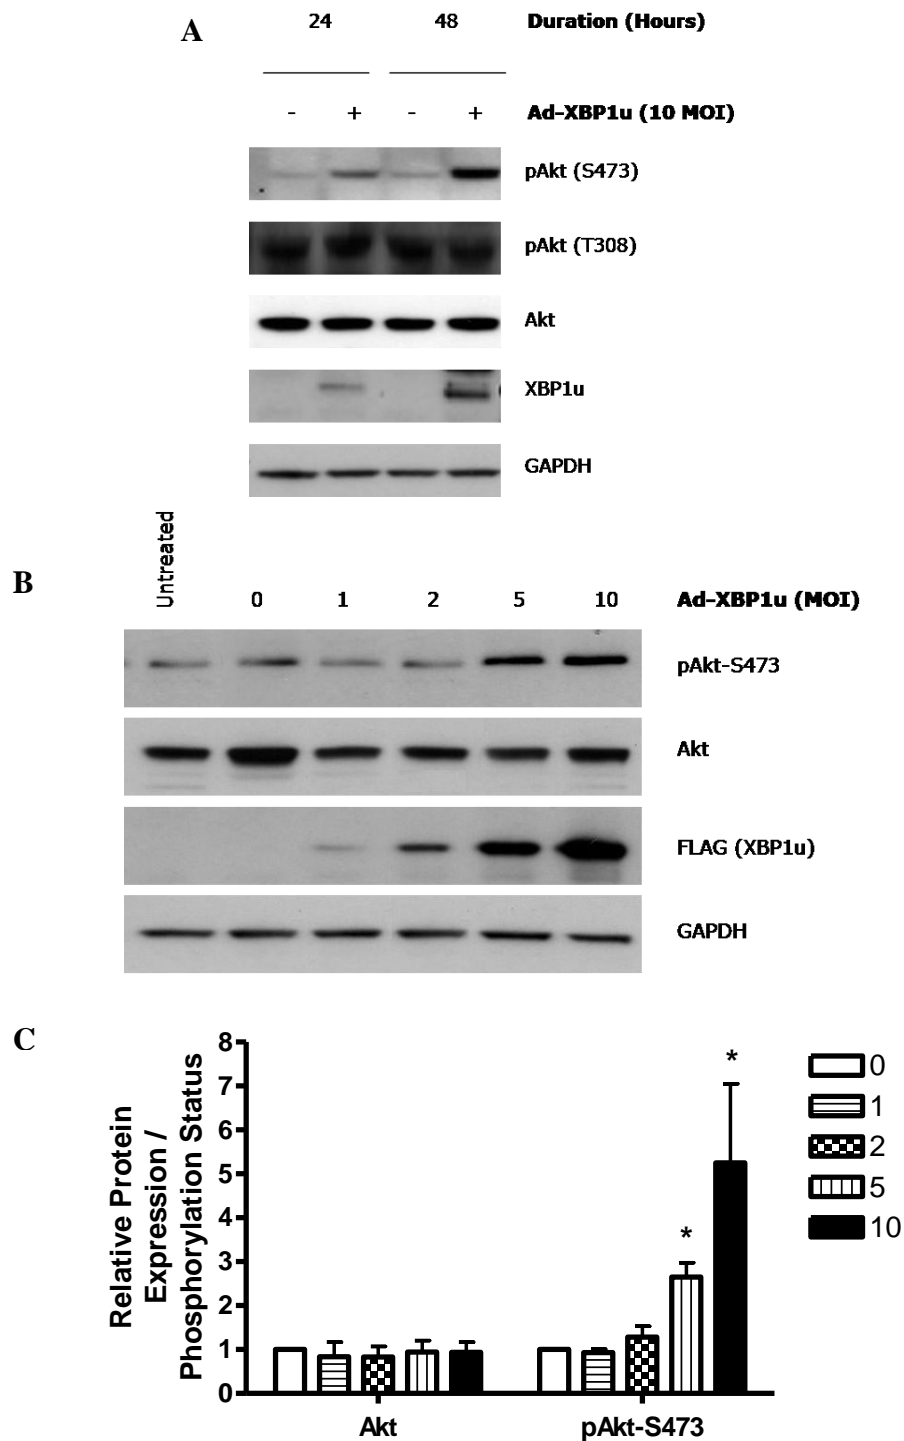 A
24 48 Duration (Hours)
- + - + Ad-XBP1u (10 MOI)
pAkt (S473)
pAkt (T308)
Akt
XBP1u
GAPDH
B
Untreated 0 1 2 5 10 Ad-XBP1u (MOI)
pAkt-S473
Akt
FLAG (XBP1u)
GAPDH
C
Relative Protein
Expression /
Phosphorylation Status
8
7
6
5
4
3
2
1
0
* *
Akt pAkt-S473
0
1
2
5
10